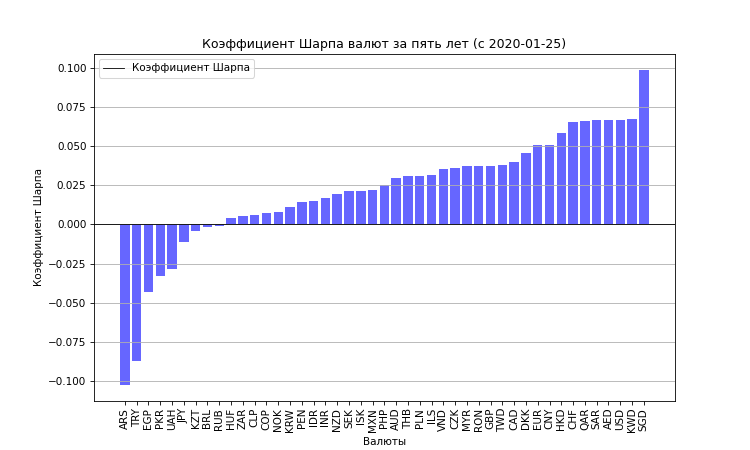 Коэффициент Шарпа валют за пять лет (с 2020-01-25)
Коэффициент Шарпа
0.100
0.075
0.050
0.025
0.000
−0.025
−0.050
−0.075
−0.100
Коэффициент Шарпа
ARS
TRY
EGP
PKR
UAH
JPY
KZT
BRL
RUB
HUF
ZAR
CLP
COP
NOK
KRW
PEN
IDR
INR
NZD
SEK
ISK
MXN
PHP
AUD
THB
PLN
ILS
VND
CZK
MYR
RON
GBP
TWD
CAD
DKK
EUR
CNY
HKD
CHF
QAR
SAR
AED
USD
KWD
SGD
Валюты